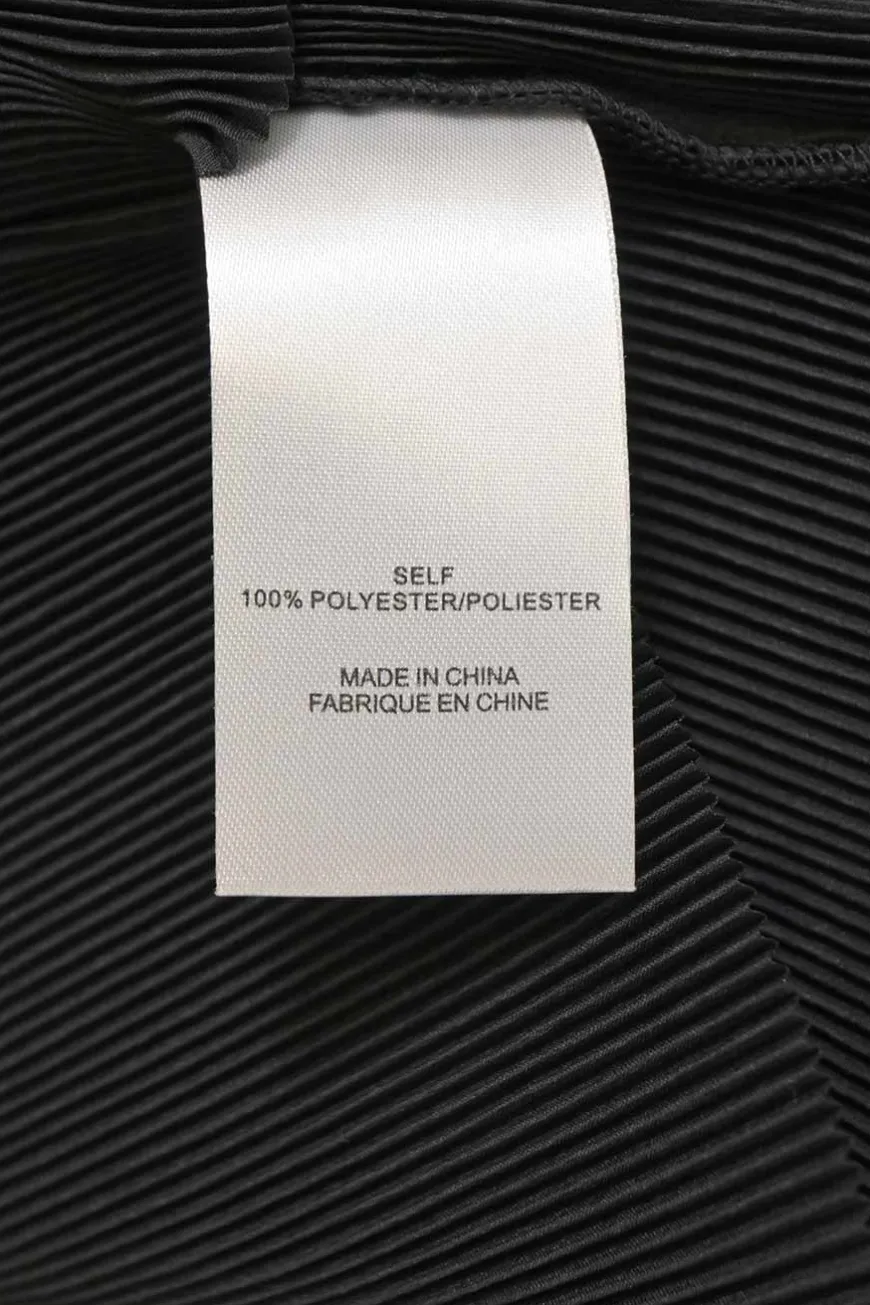 SELF
100% POLYESTER/POLIESTER
MADE IN CHINA
FABRIQUE EN CHINE